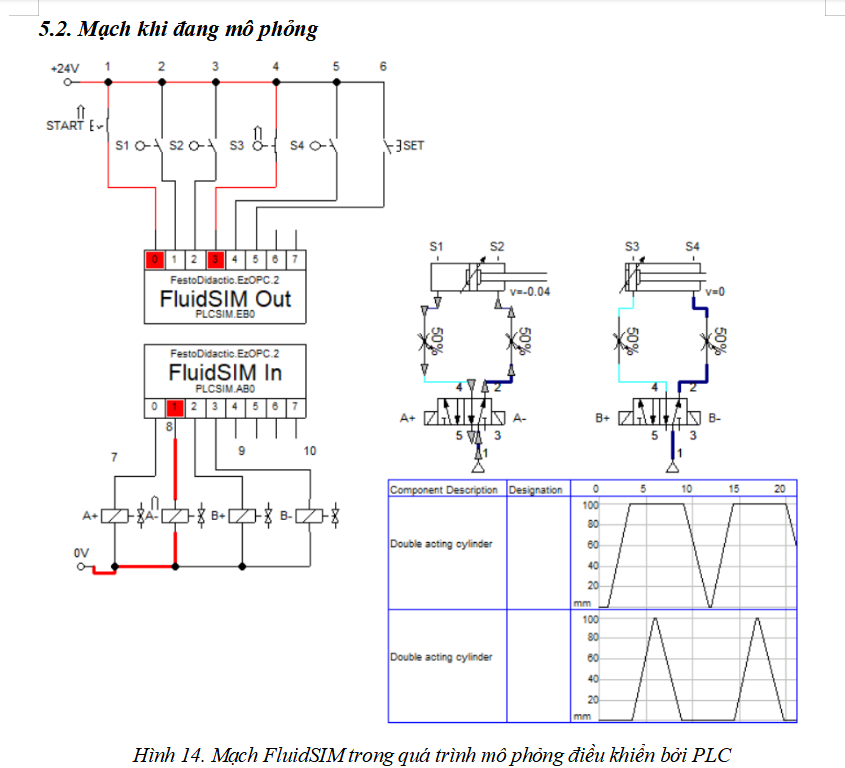 5.2. Mạch khi đang mô phỏng
+24V 1 2 3 4 5 6
START
S1 S2 S3 S4 SET
0 1 2 3 4 5 6 7
FestoDidactic.EzOPC.2
FluidSIM Out
PLCSIM.EB0
FestoDidactic.EzOPC.2
FluidSIM In
PLCSIM.AB0
0 1 2 3 4 5 6 7
8
7 9 10
A+ A- B+ B-
0V
S1 S2
v=-0.04
50% 50%
4 2
A+ A-
5 3
1
S3 S4
v=0
50% 50%
4 2
B+ B-
5 3
1
Component Description Designation 0 5 10 15 20
Double acting cylinder
100
80
60
40
20
mm
Double acting cylinder
100
80
60
40
20
mm
Hình 14. Mạch FluidSIM trong quá trình mô phỏng điều khiển bởi PLC